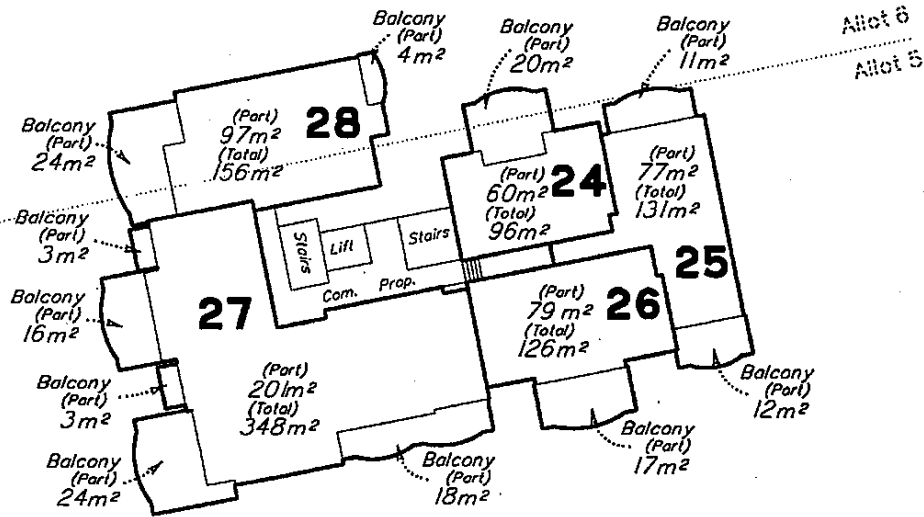 Balcony
(Part)
4m²
Balcony
(Part)
20m²
Balcony
(Part)
11m²
Allot 6
Allot 5
Balcony
(Part)
24m²
(Part)
97m²
(Total)
156m²
28
(Part)
60m²
(Total)
96m²
24
(Part)
77m²
(Total)
131m²
25
Balcony
(Part)
3m²
Stairs
Lift
Stairs
Com. Prop.
Balcony
(Part)
16m²
27
(Part)
79m²
(Total)
126m²
26
Balcony
(Part)
3m²
(Part)
201m²
(Total)
348m²
Balcony
(Part)
12m²
Balcony
(Part)
24m²
Balcony
(Part)
18m²
Balcony
(Part)
17m²